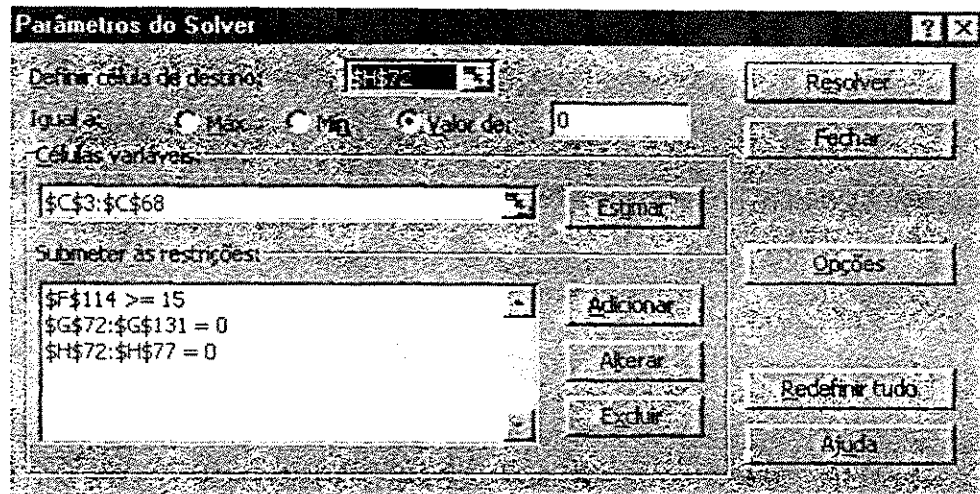 Parâmetros do Solver
Definir célula de destino: $H$72
Igual a: Máx Mín Valor de: 0
Células variáveis:
$C$3:$C$68
Estimar
Submeter às restrições:
$F$114 >= 15
$G$72:$G$131 = 0
$H$72:$H$77 = 0
Adicionar
Alterar
Excluir
Resolver
Fechar
Opções
Redefinir tudo
Ajuda